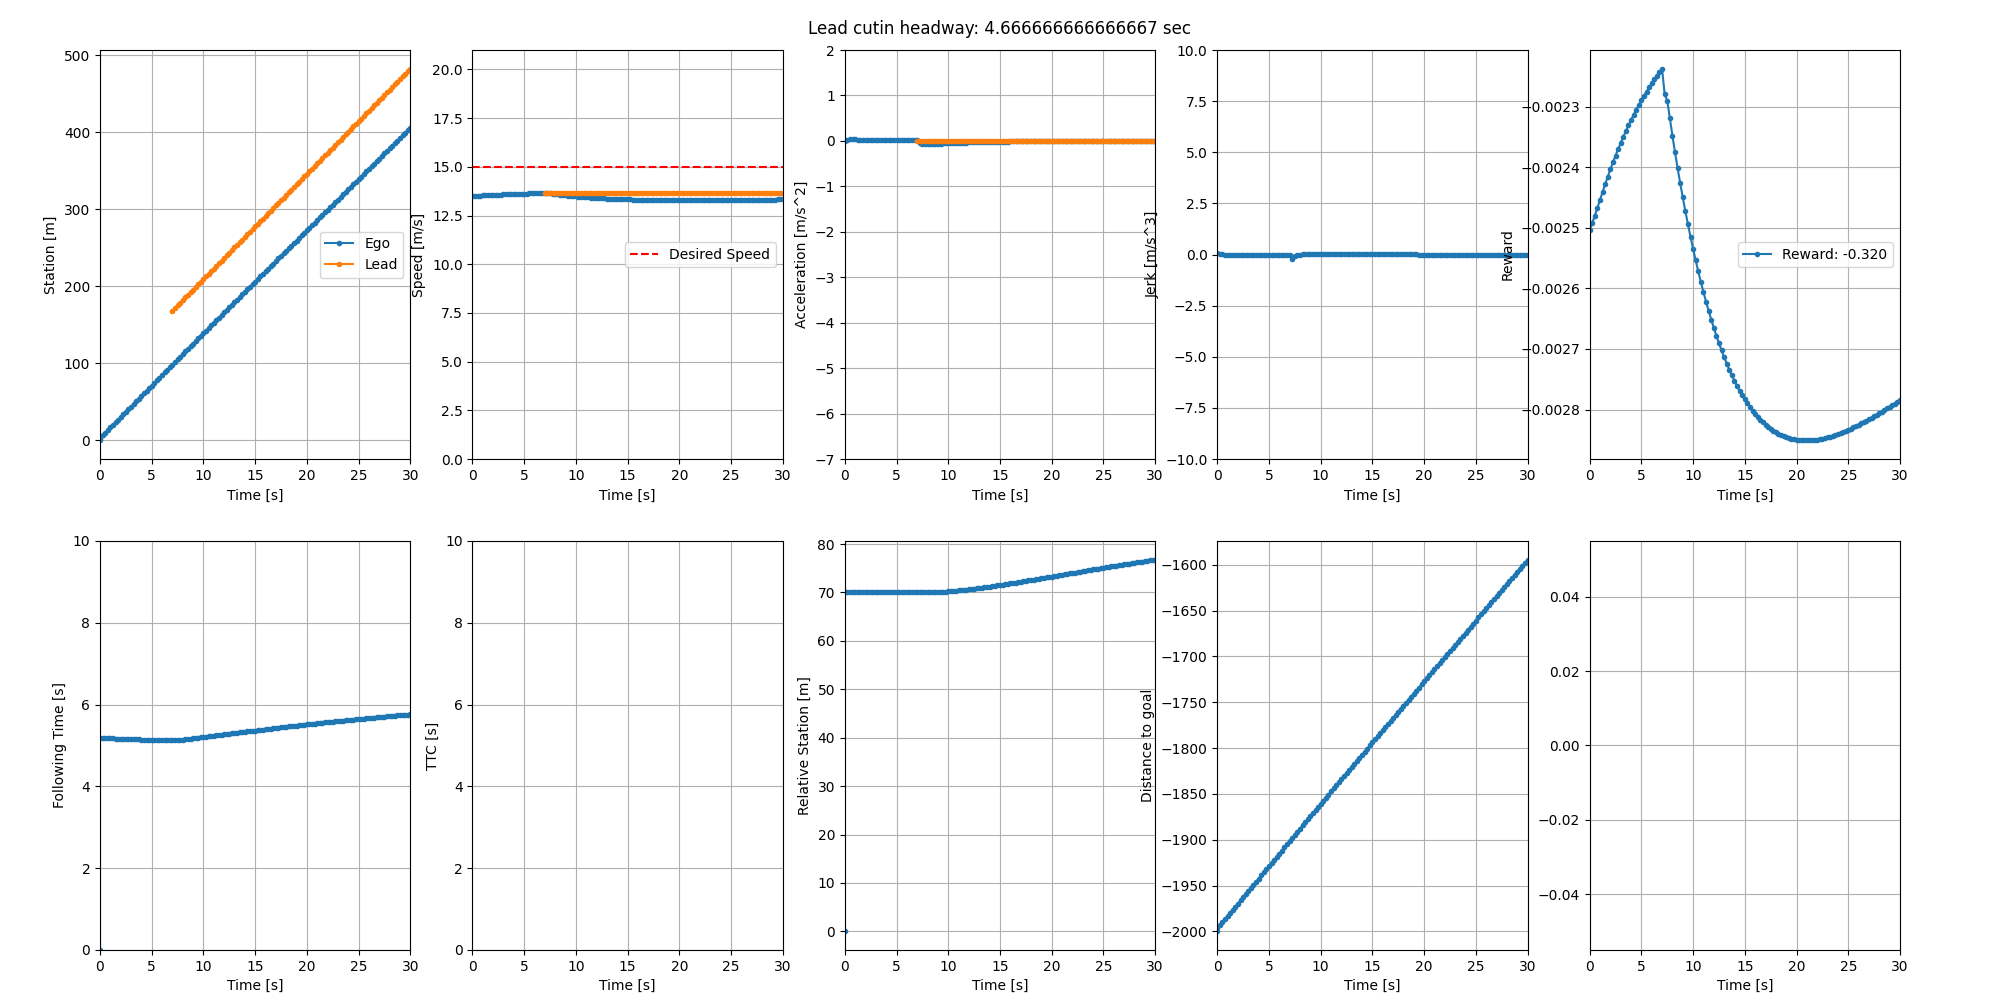 Lead cutin headway: 4.666666666666667 sec
Station [m]
500
400
300
200
100
0
Ego
Lead
0 5 10 15 20 25 30
Time [s]
Speed [m/s]
20.0
17.5
15.0
12.5
10.0
7.5
5.0
2.5
0.0
Desired Speed
0 5 10 15 20 25 30
Time [s]
Acceleration [m/s^2]
2
1
0
−1
−2
−3
−4
−5
−6
−7
0 5 10 15 20 25 30
Time [s]
Jerk [m/s^3]
10.0
7.5
5.0
2.5
0.0
−2.5
−5.0
−7.5
−10.0
0 5 10 15 20 25 30
Time [s]
Reward
−0.0023
−0.0024
−0.0025
−0.0026
−0.0027
−0.0028
Reward: -0.320
0 5 10 15 20 25 30
Time [s]
Following Time [s]
10
8
6
4
2
0
0 5 10 15 20 25 30
Time [s]
TTC [s]
10
8
6
4
2
0
0 5 10 15 20 25 30
Time [s]
Relative Station [m]
80
70
60
50
40
30
20
10
0
0 5 10 15 20 25 30
Time [s]
Distance to goal
−1600
−1650
−1700
−1750
−1800
−1850
−1900
−1950
−2000
0 5 10 15 20 25 30
Time [s]
0.04
0.02
0.00
−0.02
−0.04
0 5 10 15 20 25 30
Time [s]